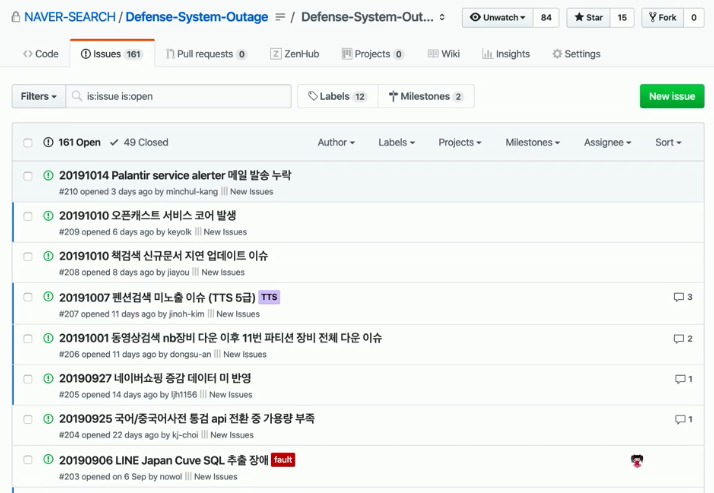 NAVER-SEARCH / Defense-System-Outage / Defense-System-Out... Unwatch 84 Star 15 Fork 0
Code Issues 161 Pull requests 0 ZenHub Projects 0 Wiki Insights Settings
Filters is:issue is:open Labels 12 Milestones 2 New issue
161 Open 49 Closed Author Labels Projects Milestones Assignee Sort
20191014 Palantir service alerter 메일 발송 누락
#210 opened 3 days ago by minchul-kang New Issues
20191010 오픈캐스트 서비스 코어 발생
#209 opened 6 days ago by keyolk New Issues
20191010 책검색 신규문서 지연 업데이트 이슈
#208 opened 8 days ago by jiayou New Issues
20191007 펜션검색 미노출 이슈 (TTS 5급) TTS 3
#207 opened 11 days ago by jinoh-kim New Issues
20191001 동영상검색 nb장비 다운 이후 11번 파티션 장비 전체 다운 이슈 2
#206 opened 11 days ago by dongsu-an New Issues
20190927 네이버쇼핑 증감 데이터 미 반영 1
#205 opened 14 days ago by ljh1156 New Issues
20190925 국어/중국어사전 통검 api 전환 중 가용량 부족 1
#204 opened 22 days ago by kj-choi New Issues
20190906 LINE Japan Cuve SQL 추출 장애 fault
#203 opened on 6 Sep by nowol New Issues